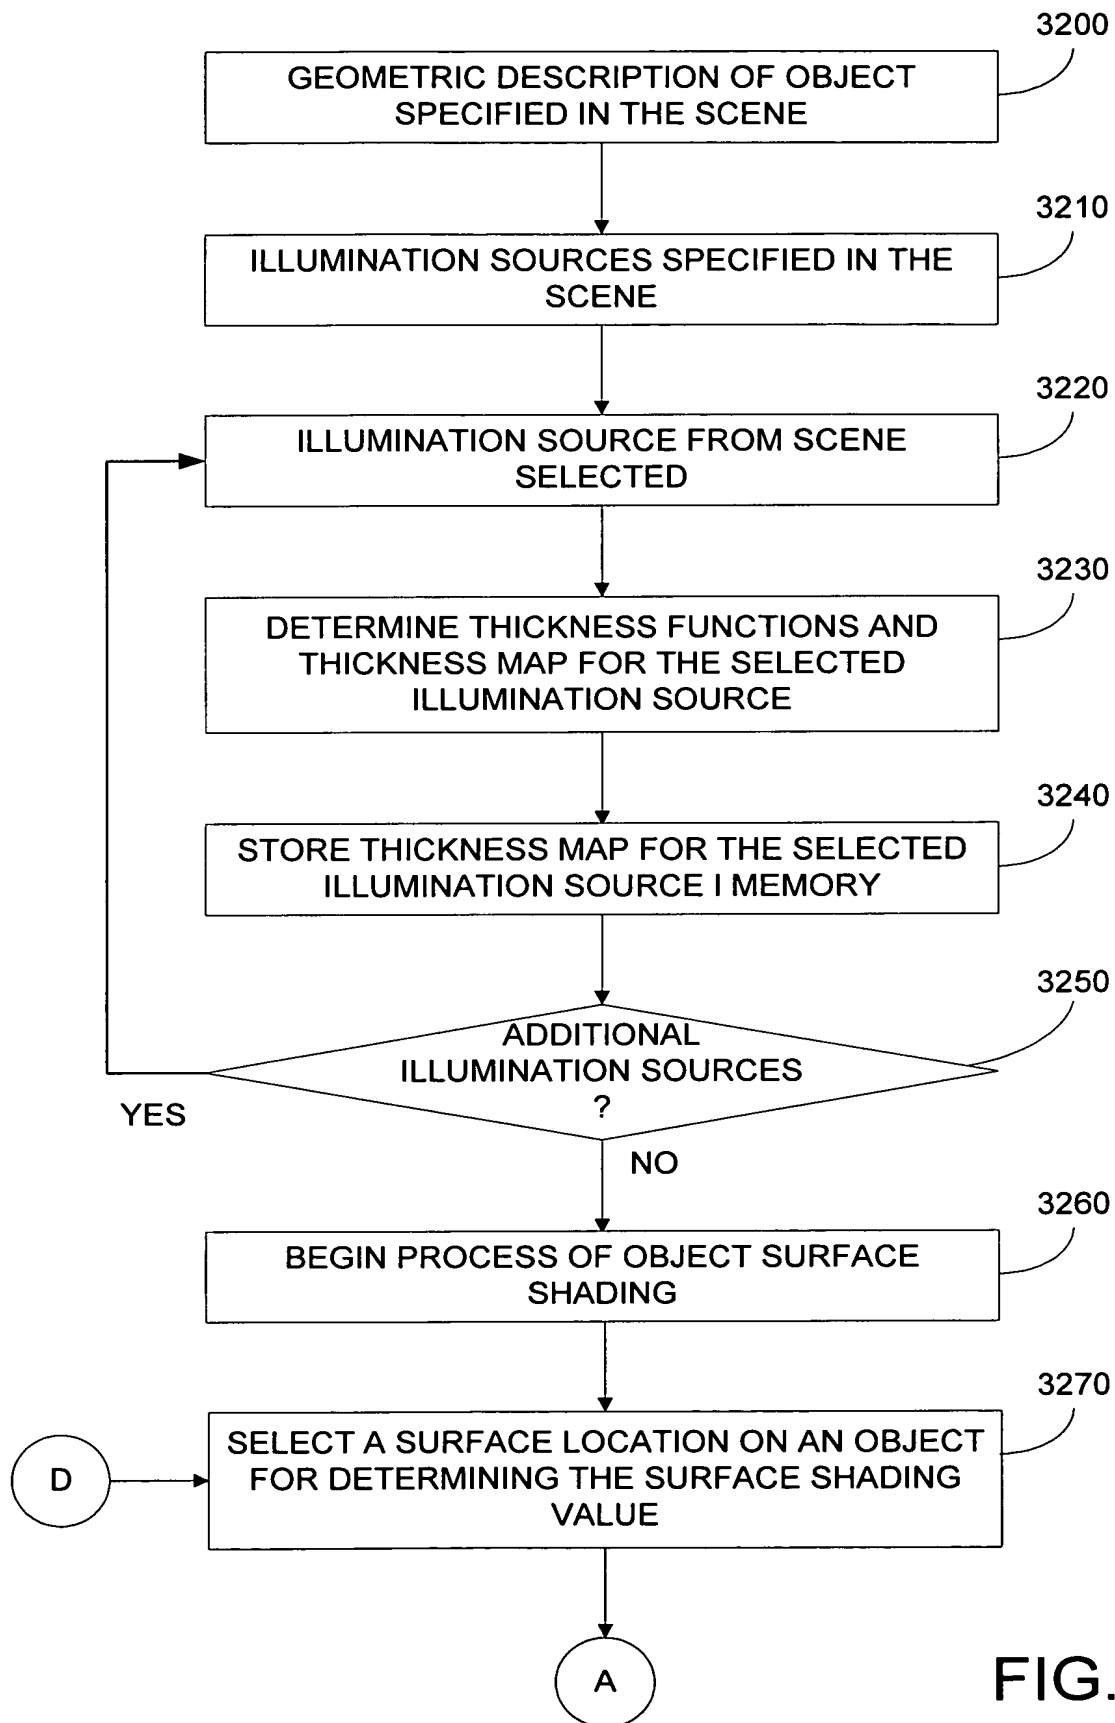 3200
GEOMETRIC DESCRIPTION OF OBJECT
SPECIFIED IN THE SCENE
3210
ILLUMINATION SOURCES SPECIFIED IN THE
SCENE
3220
ILLUMINATION SOURCE FROM SCENE
SELECTED
3230
DETERMINE THICKNESS FUNCTIONS AND
THICKNESS MAP FOR THE SELECTED
ILLUMINATION SOURCE
3240
STORE THICKNESS MAP FOR THE SELECTED
ILLUMINATION SOURCE I MEMORY
3250
ADDITIONAL
ILLUMINATION SOURCES
?
YES
NO
3260
BEGIN PROCESS OF OBJECT SURFACE
SHADING
3270
SELECT A SURFACE LOCATION ON AN OBJECT
FOR DETERMINING THE SURFACE SHADING
VALUE
D
A
FIG.